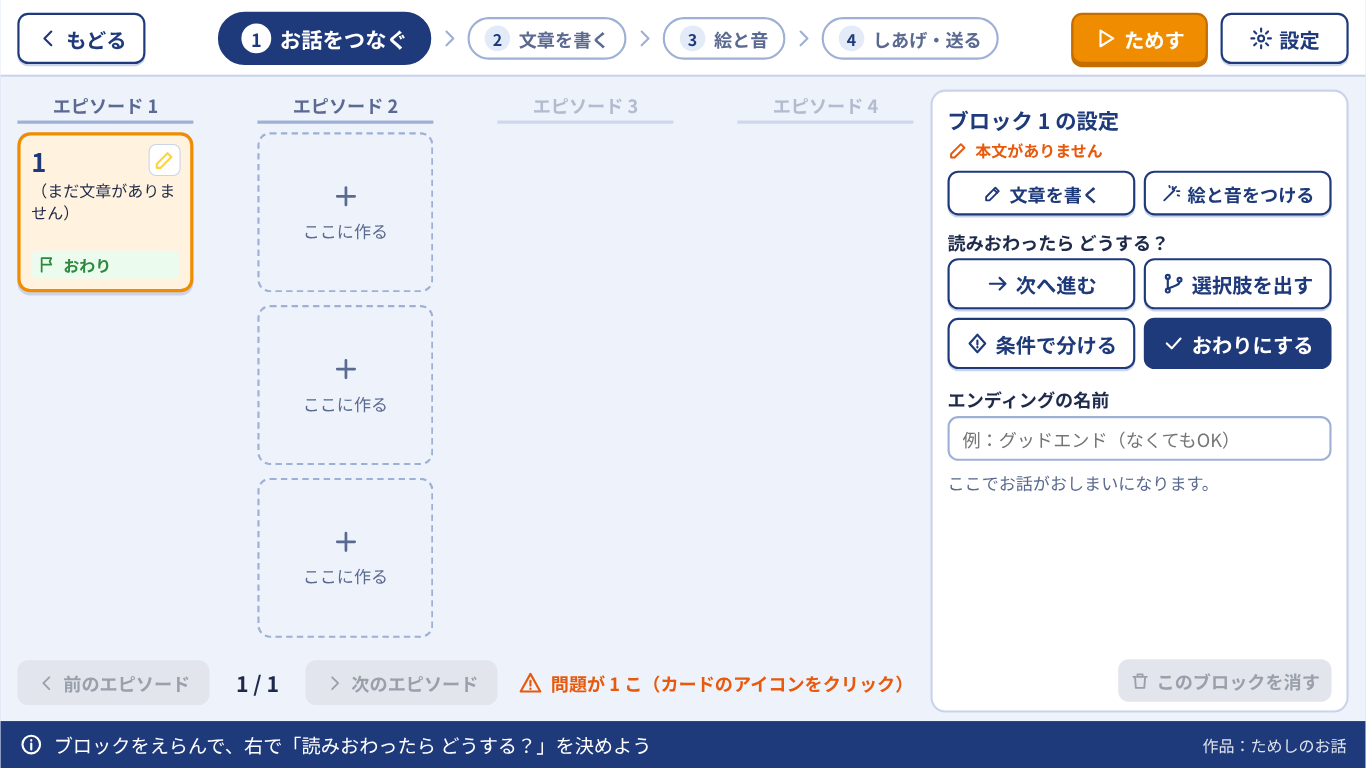 もどる
1 お話をつなぐ
2 文章を書く
3 絵と音
4 しあげ・送る
ためす
設定
エピソード 1
エピソード 2
エピソード 3
エピソード 4
1
（まだ文章がありま
せん）
おわり
ここに作る
ここに作る
ここに作る
ブロック 1 の設定
本文がありません
文章を書く
絵と音をつける
読みおわったら どうする？
次へ進む
選択肢を出す
条件で分ける
おわりにする
エンディングの名前
例：グッドエンド（なくてもOK）
ここでお話がおしまいになります。
前のエピソード
1 / 1
次のエピソード
問題が 1 こ（カードのアイコンをクリック）
このブロックを消す
ブロックをえらんで、右で「読みおわったら どうする？」を決めよう
作品：ためしのお話